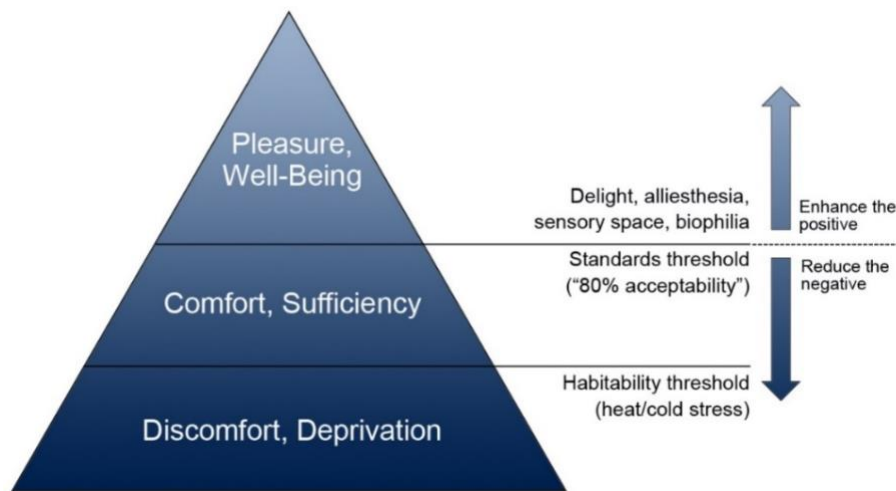 Pleasure,
Well-Being
Delight, alliesthesia,
sensory space, biophilia
Enhance the
positive
Standards threshold
(“80% acceptability”)
Reduce the
negative
Comfort, Sufficiency
Habitability threshold
(heat/cold stress)
Discomfort, Deprivation